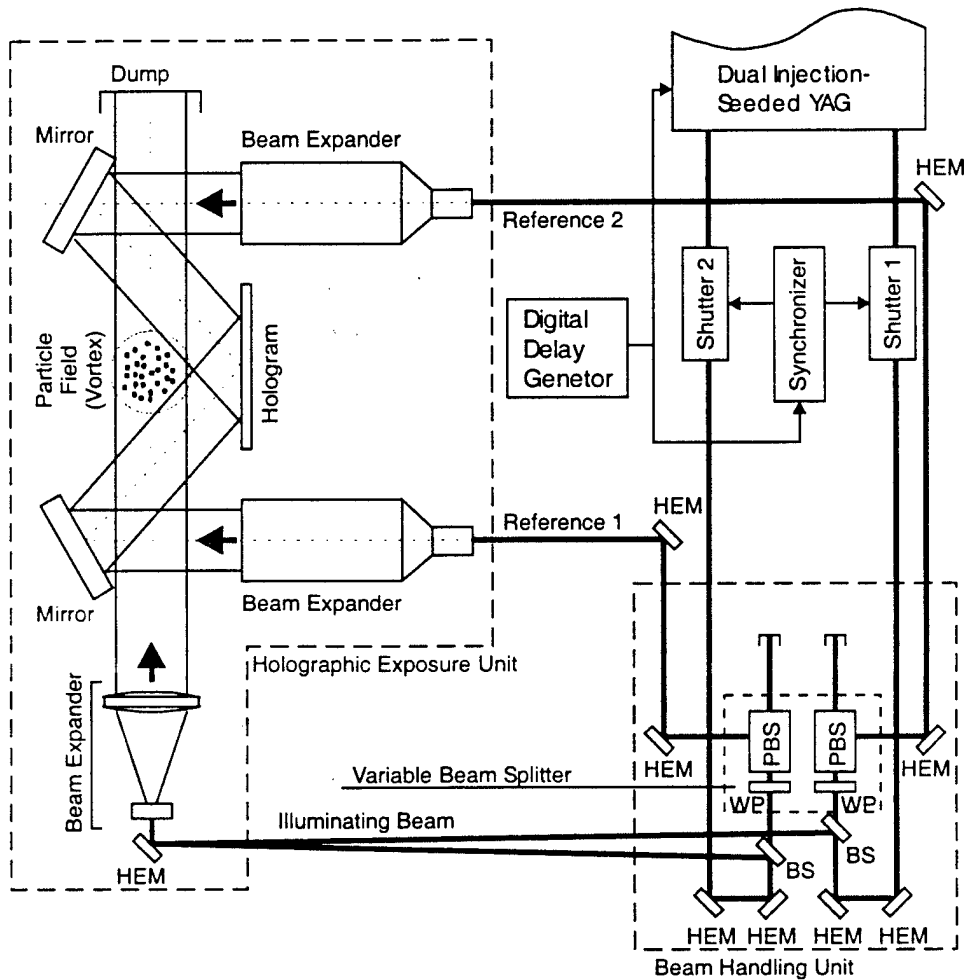 Dump
Mirror
Beam Expander
Dual Injection-
Seeded YAG
HEM
Reference 2
Shutter 2
Synchronizer
Shutter 1
Digital
Delay
Genetor
Particle
Field
(Vortex)
Hologram
HEM
Reference 1
Mirror
Beam Expander
Holographic Exposure Unit
Beam Expander
PBS
PBS
HEM
HEM
Variable Beam Splitter
WP
WP
Illuminating Beam
BS
BS
HEM
HEM
HEM
HEM
HEM
Beam Handling Unit